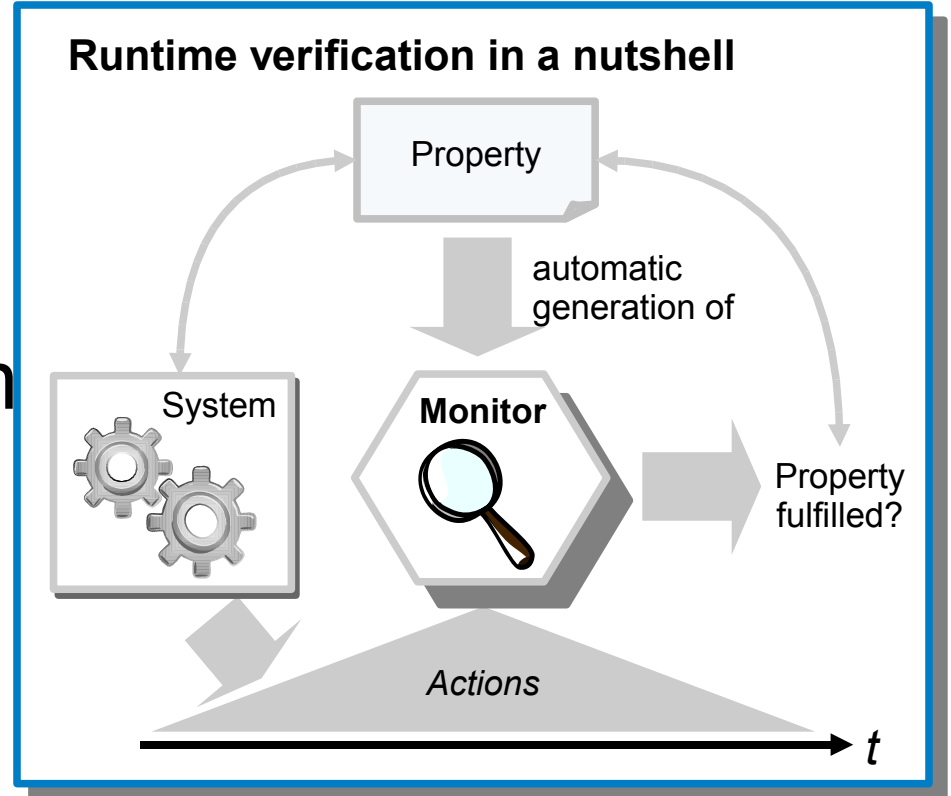 Runtime verification in a nutshell
Property
automatic
generation of
n
System
Monitor
Property
fulfilled?
Actions
t